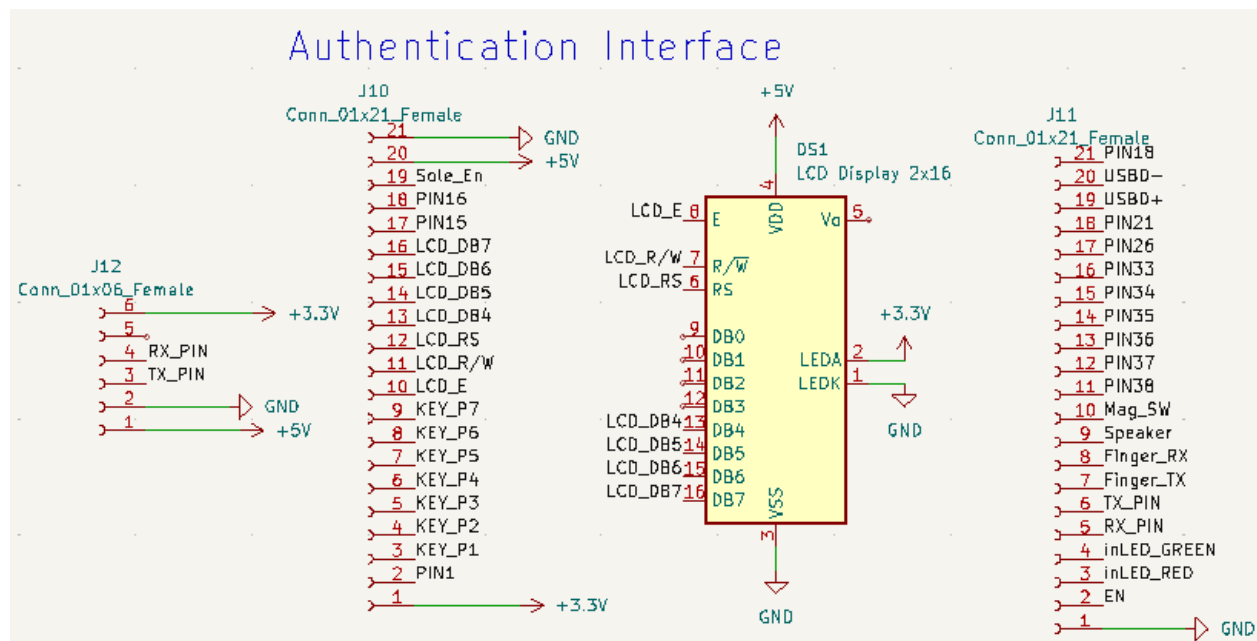 Authentication Interface
J12
Conn_01x06_Female
6 +3.3V
5
4 RX_PIN
3 TX_PIN
2 GND
1 +5V
J10
Conn_01x21_Female
21 GND
20 +5V
19 Sole_En
18 PIN16
17 PIN15
16 LCD_DB7
15 LCD_DB6
14 LCD_DB5
13 LCD_DB4
12 LCD_RS
11 LCD_R/W
10 LCD_E
9 KEY_P7
8 KEY_P6
7 KEY_P5
6 KEY_P4
5 KEY_P3
4 KEY_P2
3 KEY_P1
2 PIN1
1 +3.3V
+5V
DS1
LCD Display 2x16
4 VDD
LCD_E 8 E
Vo 5
LCD_R/W 7 R/W
LCD_RS 6 RS
9 DB0
10 DB1
11 DB2
12 DB3
LCD_DB4 13 DB4
LCD_DB5 14 DB5
LCD_DB6 15 DB6
LCD_DB7 16 DB7
+3.3V
LEDA 2
LEDK 1
GND
VSS 3
GND
J11
Conn_01x21_Female
21 PIN18
20 USBD-
19 USBD+
18 PIN21
17 PIN26
16 PIN33
15 PIN34
14 PIN35
13 PIN36
12 PIN37
11 PIN38
10 Mag_SW
9 Speaker
8 Finger_RX
7 Finger_TX
6 TX_PIN
5 RX_PIN
4 inLED_GREEN
3 inLED_RED
2 EN
1 GND